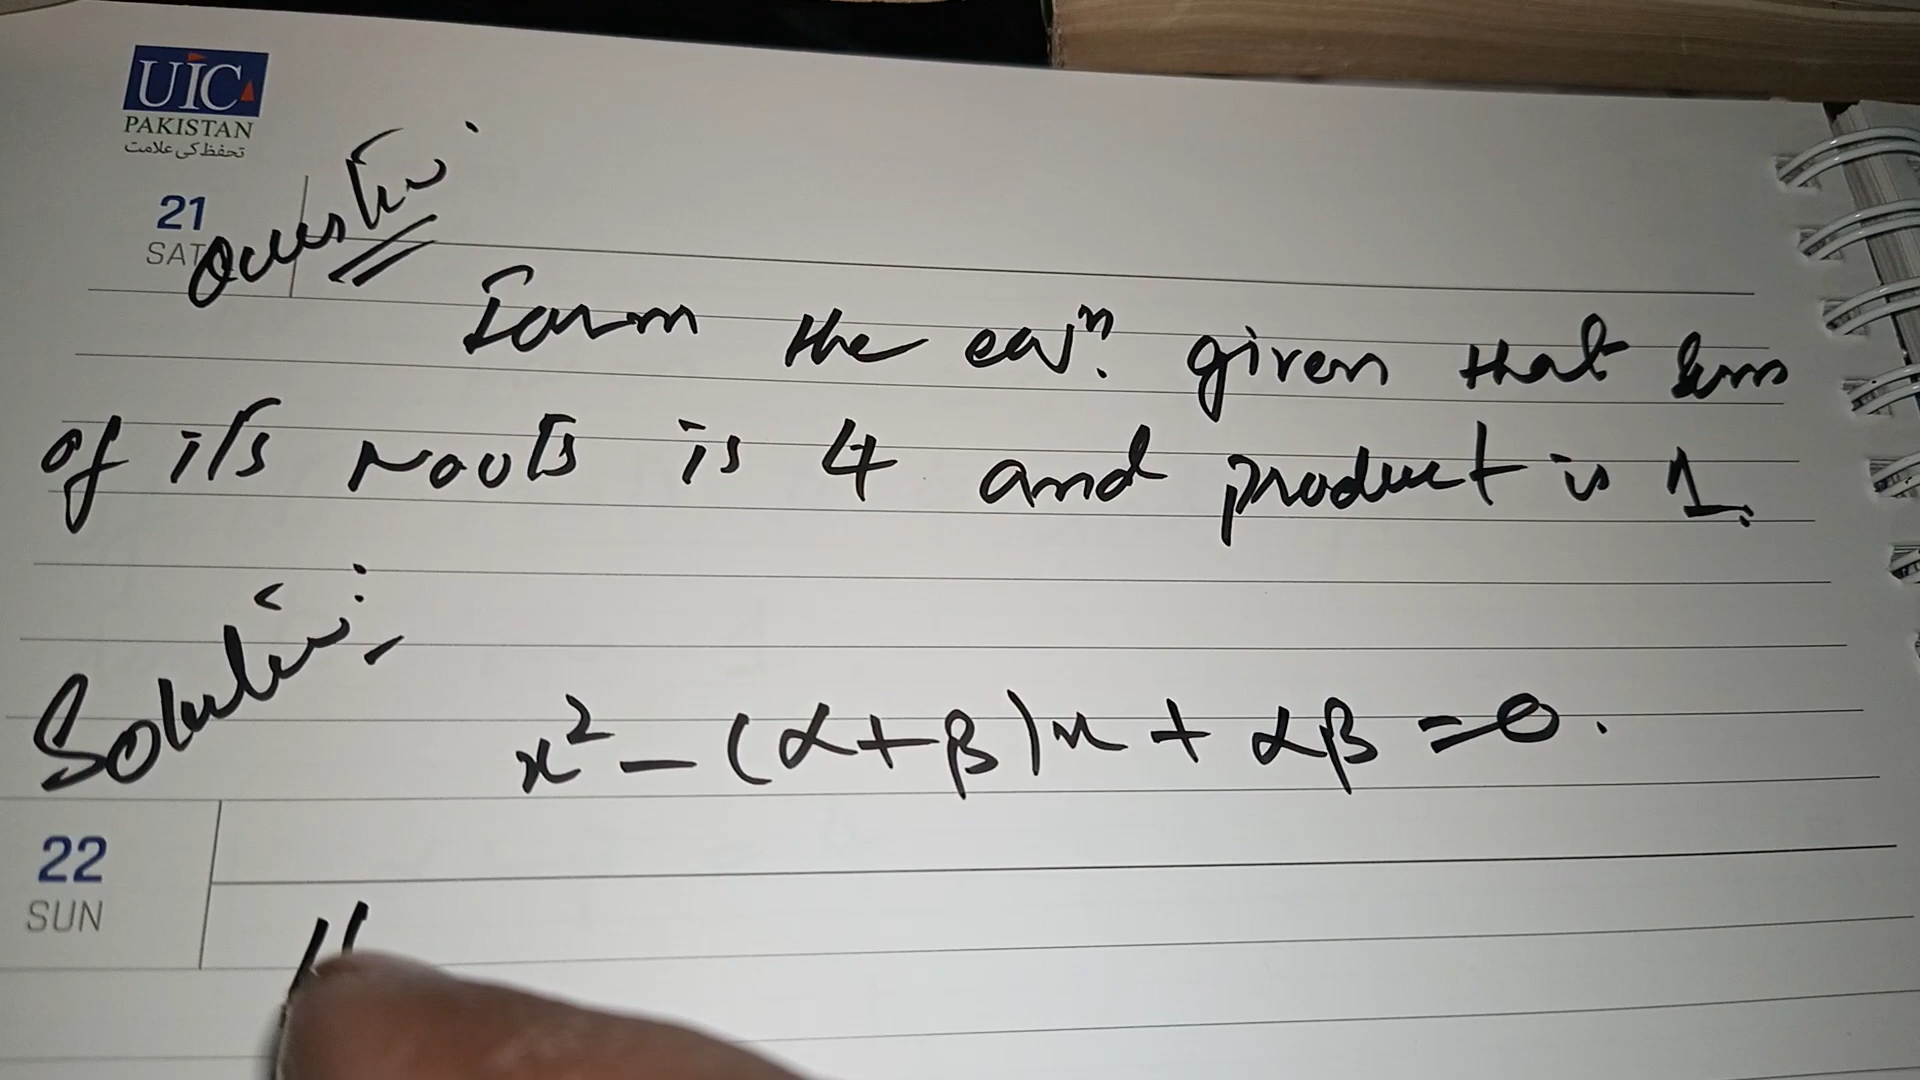 UIC
PAKISTAN
تحفظ کی علامت
21
SAT
Question:
Form the eqn. given that sum
of its roots is 4 and product is 1.
Solution:
x² - (α+β)x + αβ = 0.
22
SUN